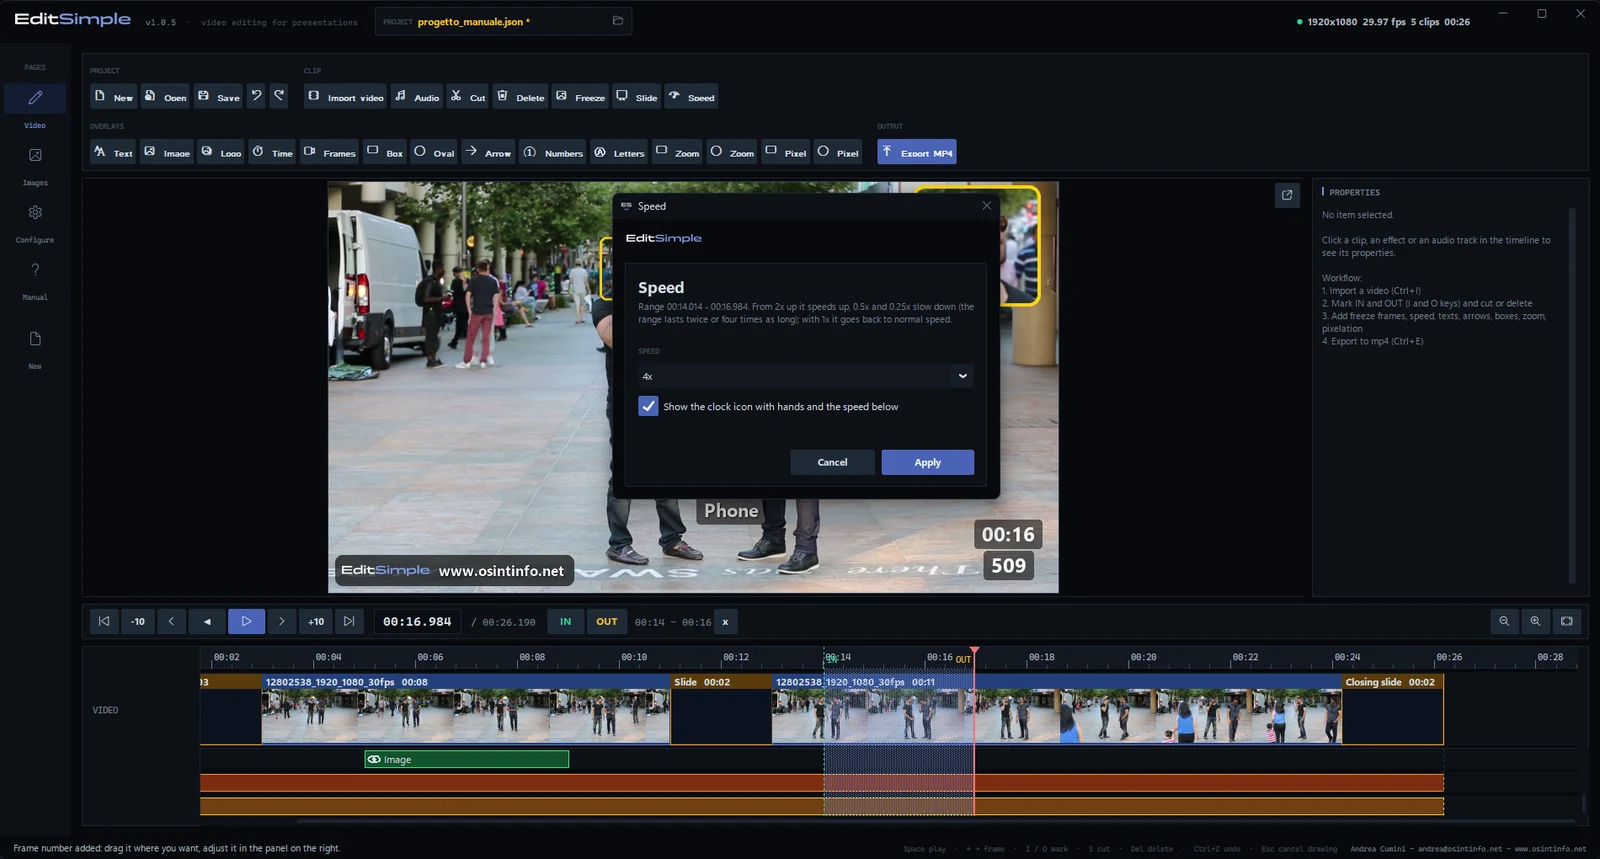 EditSimple v1.0.5 · video editing for presentations PROJECT progetto_manuale.json * 1920x1080 29.97 fps 5 clips 00:26
PAGES
Video
Images
Configure
?
Manual
New
PROJECT CLIP
New Open Save Import video Audio Cut Delete Freeze Slide Speed
OVERLAYS OUTPUT
Text Image Logo Time Frames Box Oval Arrow Numbers Letters Zoom Zoom Pixel Pixel Export MP4
ES Speed
EditSimple
Speed
Range 00:14.014 - 00:16.984. From 2x up it speeds up, 0.5x and 0.25x slow down (the
range lasts twice or four times as long); with 1x it goes back to normal speed.
SPEED
4x
Show the clock icon with hands and the speed below
Cancel Apply
Phone
00:16
509
EditSimple www.osintinfo.net
PROPERTIES
No item selected.
Click a clip, an effect or an audio track in the timeline to
see its properties.
Workflow:
1. Import a video (Ctrl+I)
2. Mark IN and OUT (I and O keys) and cut or delete
3. Add freeze frames, speed, texts, arrows, boxes, zoom,
pixelation
4. Export to mp4 (Ctrl+E)
-10 +10 00:16.984 / 00:26.190 IN OUT 00:14 – 00:16 x
00:02 00:04 00:06 00:08 00:10 00:12 00:14 00:16 00:18 00:20 00:22 00:24 00:26 00:28
IN OUT
VIDEO
12802538_1920_1080_30fps 00:08 Slide 00:02 12802538_1920_1080_30fps 00:11 Closing slide 00:02
Image
Frame number added: drag it where you want, adjust it in the panel on the right.
Space play · frame · I / O mark · S cut · Del delete · Ctrl+Z undo · Esc cancel drawing Andrea Cumini – andrea@osintinfo.net – www.osintinfo.net